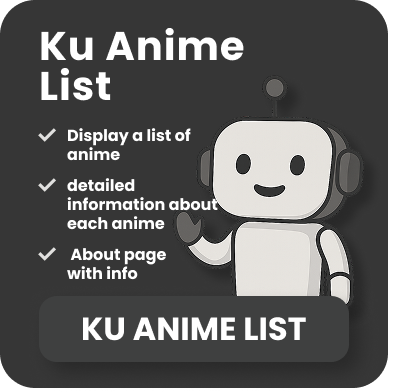 Ku Anime
List
Display a list of
anime
detailed
information about
each anime
About page
with info
KU ANIME LIST